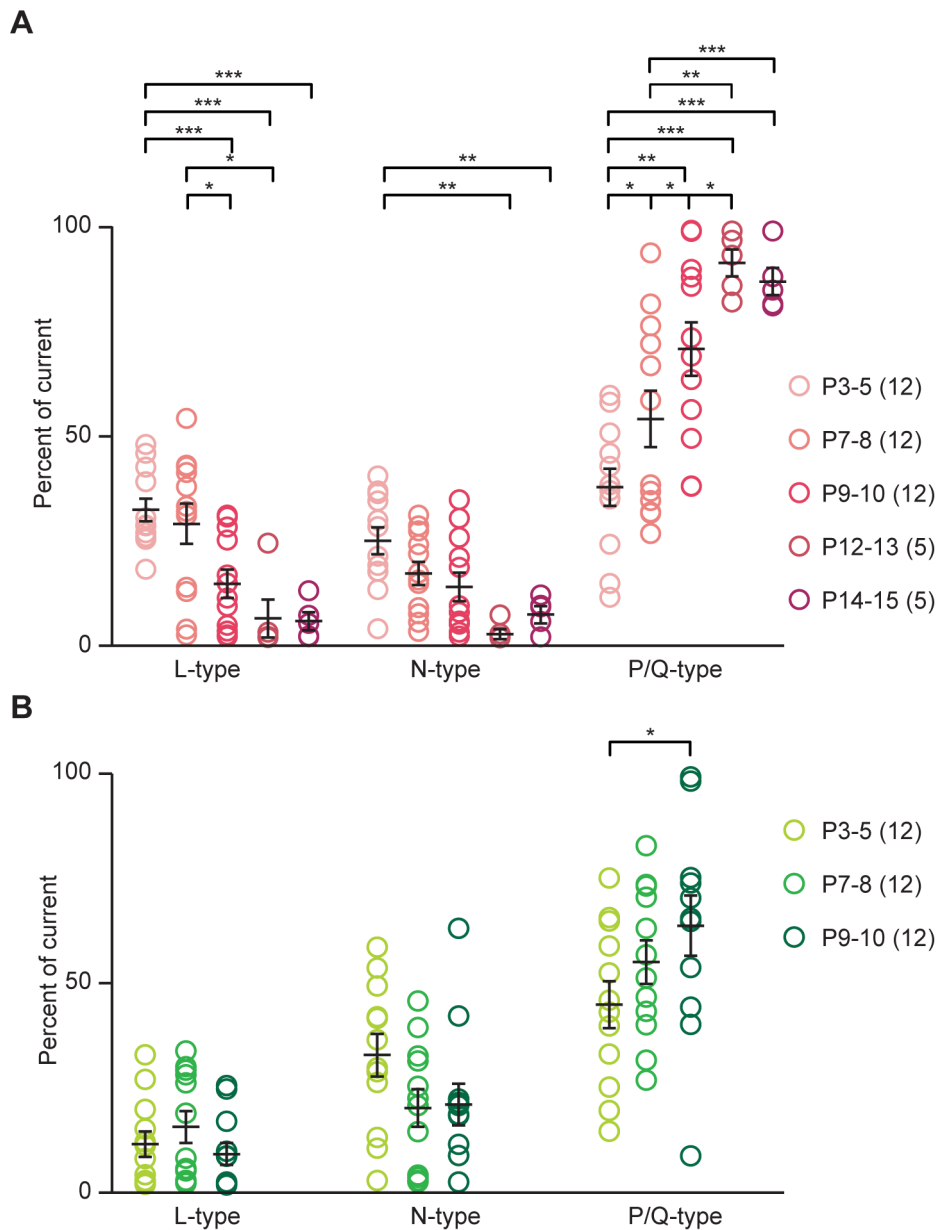 A
***
***
***
*
*
**
**
***
**
***
***
**
*
*
*
100
50
0
Percent of current
L-type
N-type
P/Q-type
P3-5 (12)
P7-8 (12)
P9-10 (12)
P12-13 (5)
P14-15 (5)
B
*
100
50
0
Percent of current
L-type
N-type
P/Q-type
P3-5 (12)
P7-8 (12)
P9-10 (12)